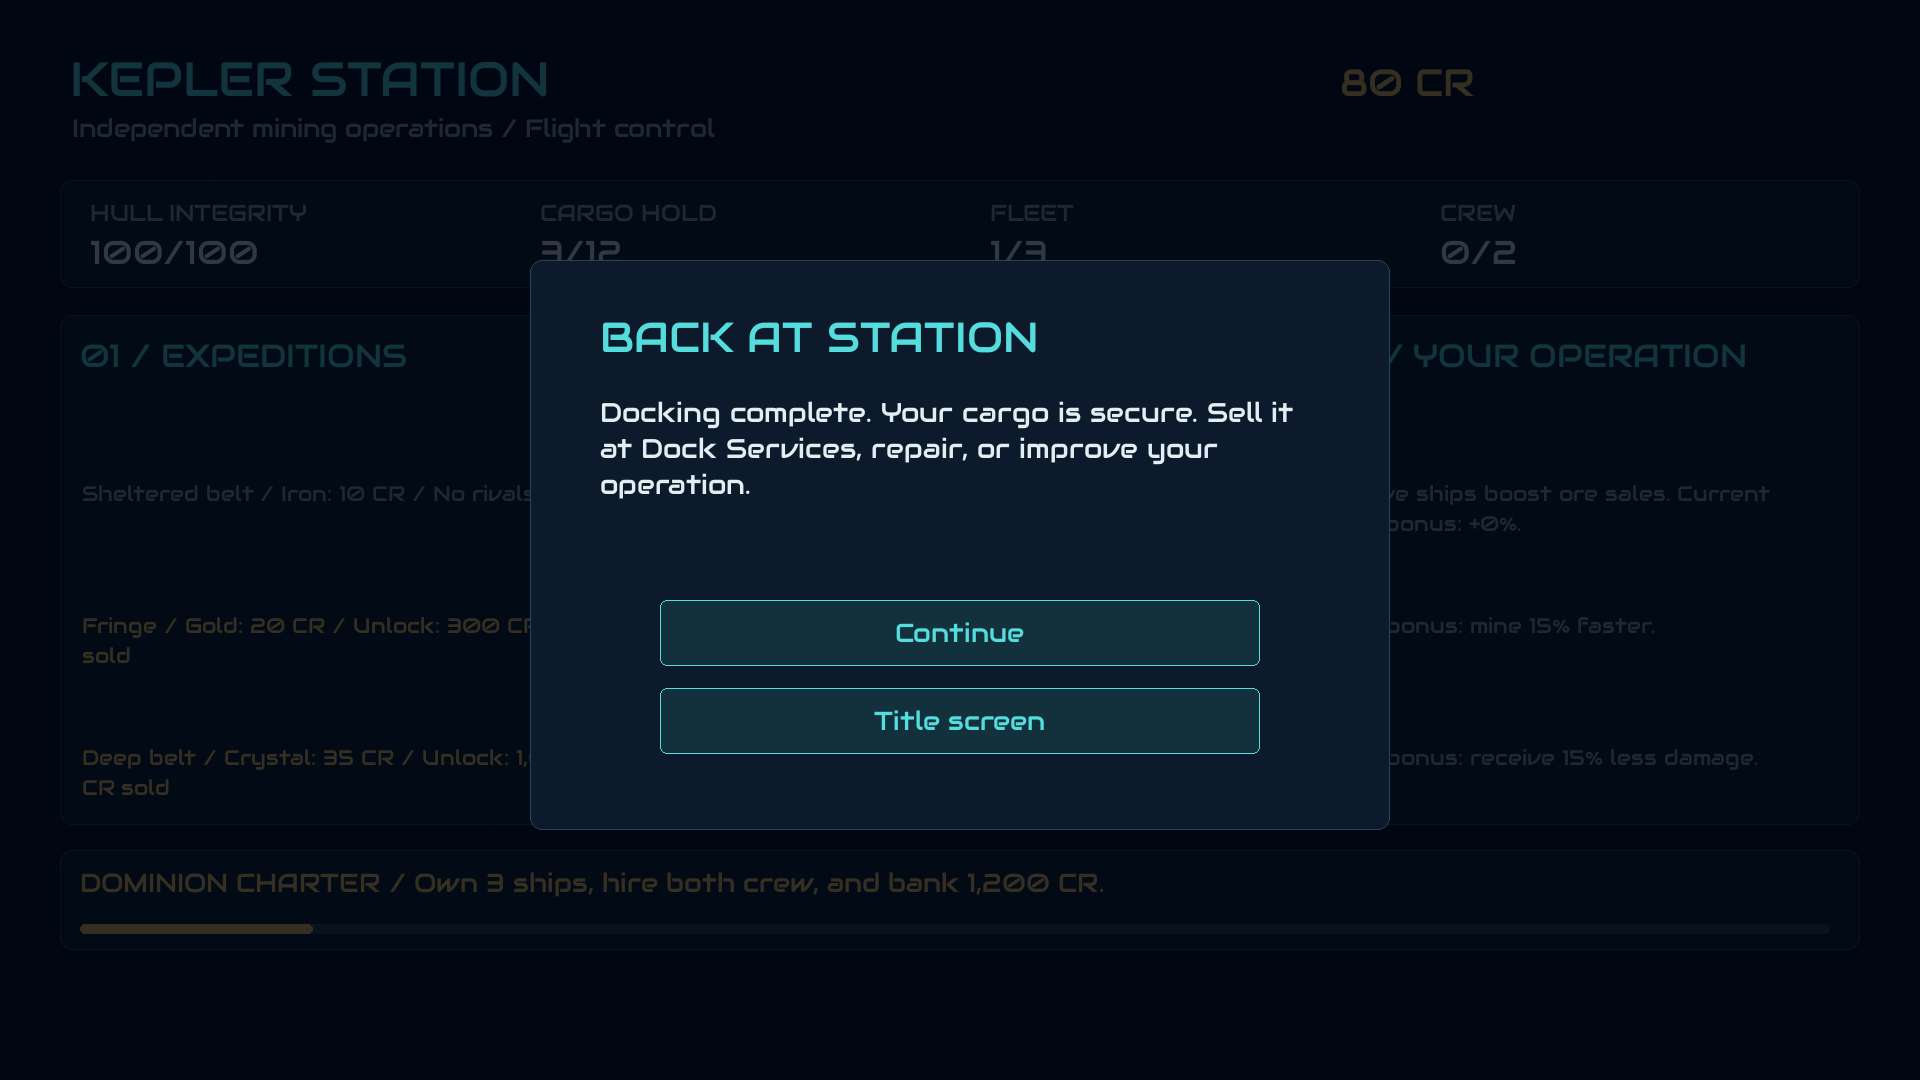 KEPLER STATION
80 CR
Independent mining operations / Flight control
HULL INTEGRITY
CARGO HOLD
FLEET
CREW
100/100
3/12
1/3
0/2
BACK AT STATION
01 / EXPEDITIONS
/ YOUR OPERATION
Docking complete. Your cargo is secure. Sell it
at Dock Services, repair, or improve your
operation.
Sheltered belt / Iron: 10 CR / No rivals
ships boost ore sales. Current
bonus: +0%.
Continue
Fringe / Gold: 20 CR / Unlock: 300 CR
sold
bonus: mine 15% faster.
Title screen
Deep belt / Crystal: 35 CR / Unlock:
CR sold
bonus: receive 15% less damage.
DOMINION CHARTER / Own 3 ships, hire both crew, and bank 1,200 CR.